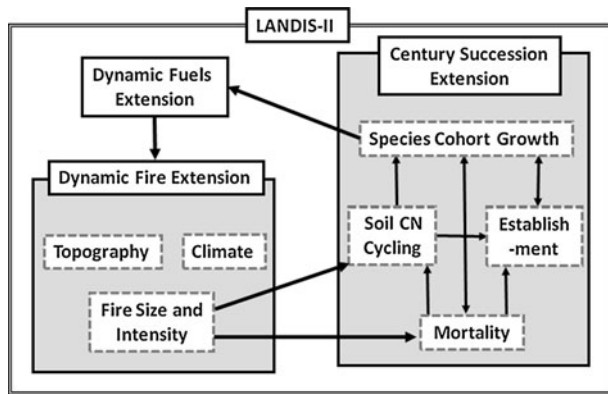 LANDIS-II
Dynamic Fuels
Extension
Century Succession
Extension
Species Cohort Growth
Dynamic Fire Extension
Topography
Climate
Soil CN
Cycling
Establish
-ment
Fire Size and
Intensity
Mortality